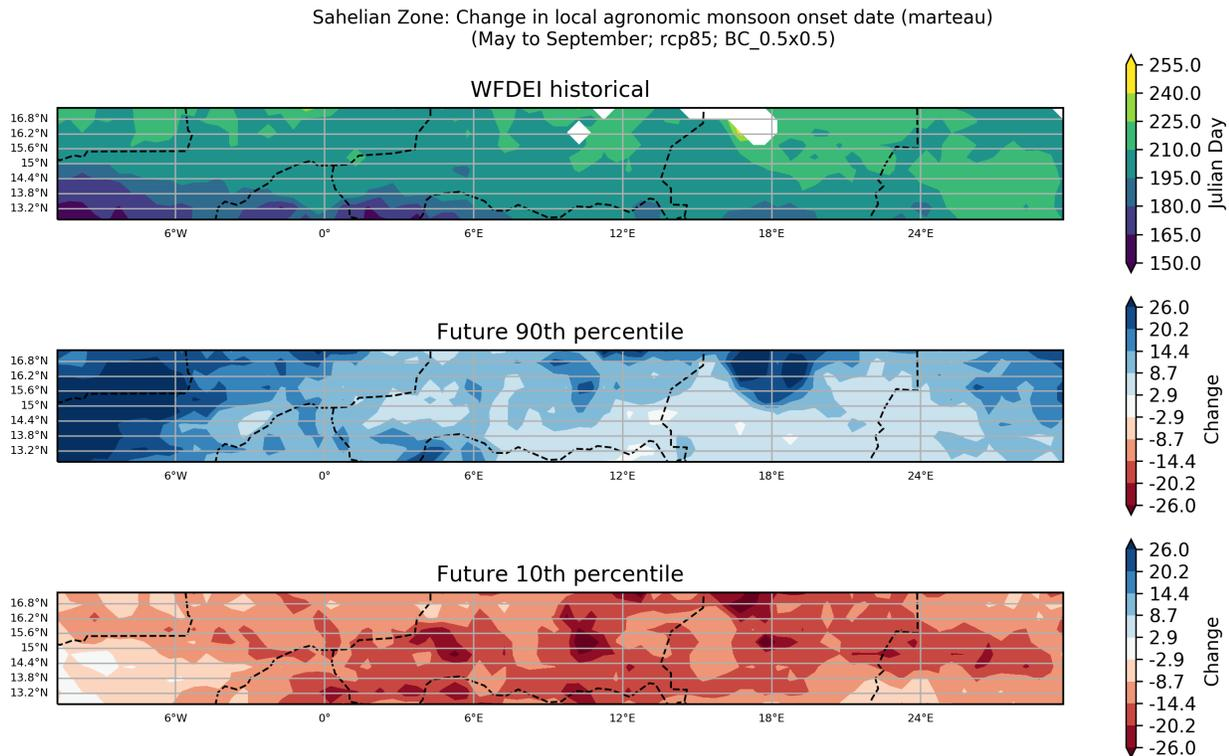 Sahelian Zone: Change in local agronomic monsoon onset date (marteau)
(May to September; rcp85; BC_0.5x0.5)
WFDEI historical
16.8°N
16.2°N
15.6°N
15°N
14.4°N
13.8°N
13.2°N
6°W
0°
6°E
12°E
18°E
24°E
255.0
240.0
225.0
210.0
195.0
180.0
165.0
150.0
Julian Day
Future 90th percentile
16.8°N
16.2°N
15.6°N
15°N
14.4°N
13.8°N
13.2°N
6°W
0°
6°E
12°E
18°E
24°E
26.0
20.2
14.4
8.7
2.9
-2.9
-8.7
-14.4
-20.2
-26.0
Change
Future 10th percentile
16.8°N
16.2°N
15.6°N
15°N
14.4°N
13.8°N
13.2°N
6°W
0°
6°E
12°E
18°E
24°E
26.0
20.2
14.4
8.7
2.9
-2.9
-8.7
-14.4
-20.2
-26.0
Change